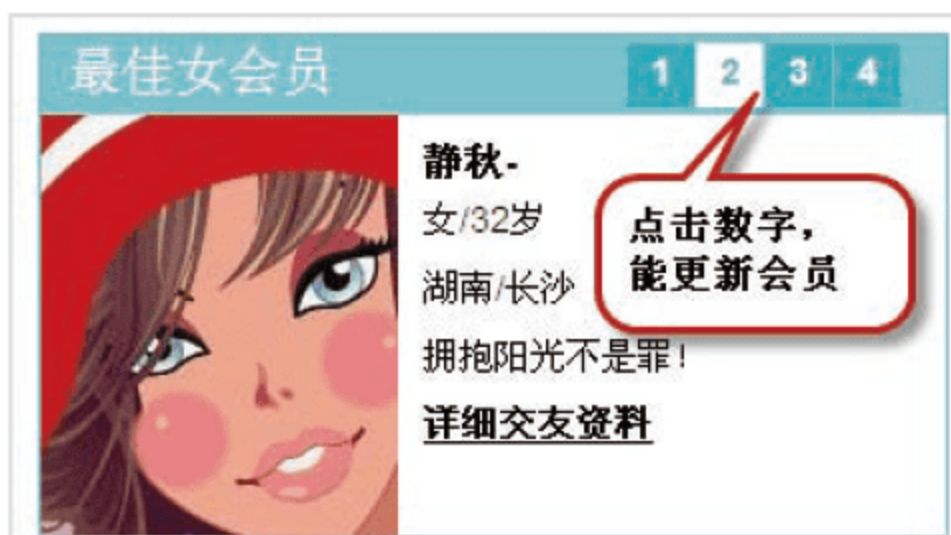 最佳女会员
1 2 3 4
静秋-
女/32岁
湖南/长沙
拥抱阳光不是罪!
详细交友资料
点击数字，
能更新会员